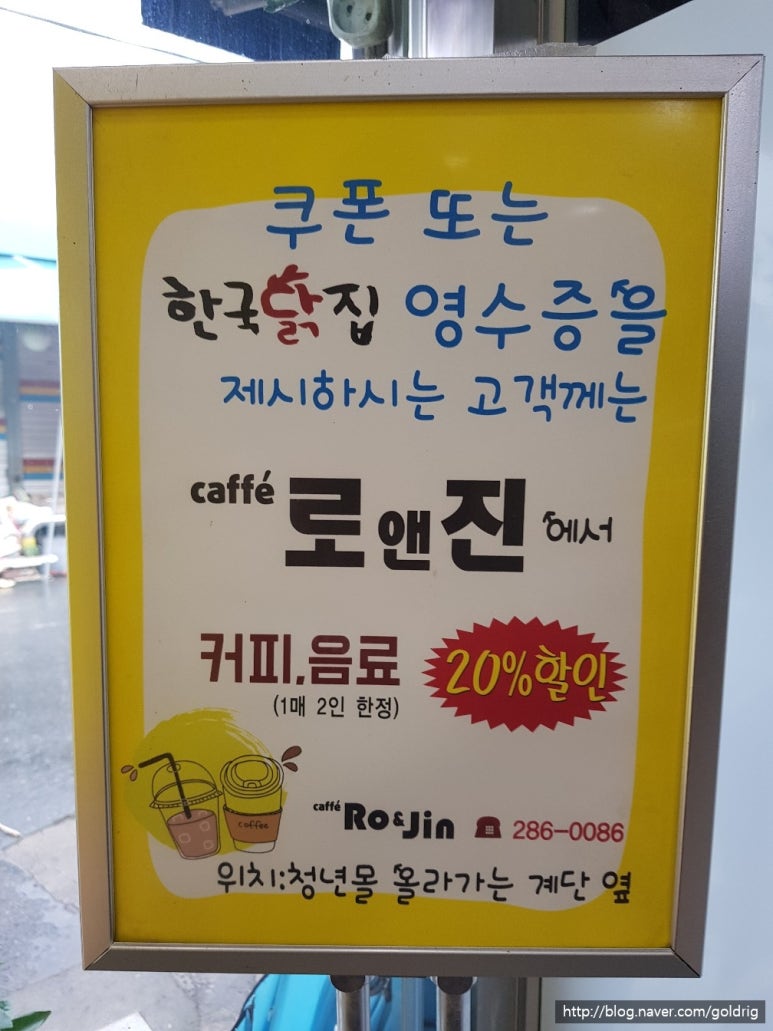 쿠폰 또는
한국닭집 영수증을
제시하시는 고객께는
caffé 로앤진 에서
커피,음료 20%할인
(1매 2인 한정)
coffee
caffé Ro&Jin ☎ 286-0086
위치:청년몰 올라가는 계단 옆
http://blog.naver.com/goldrig